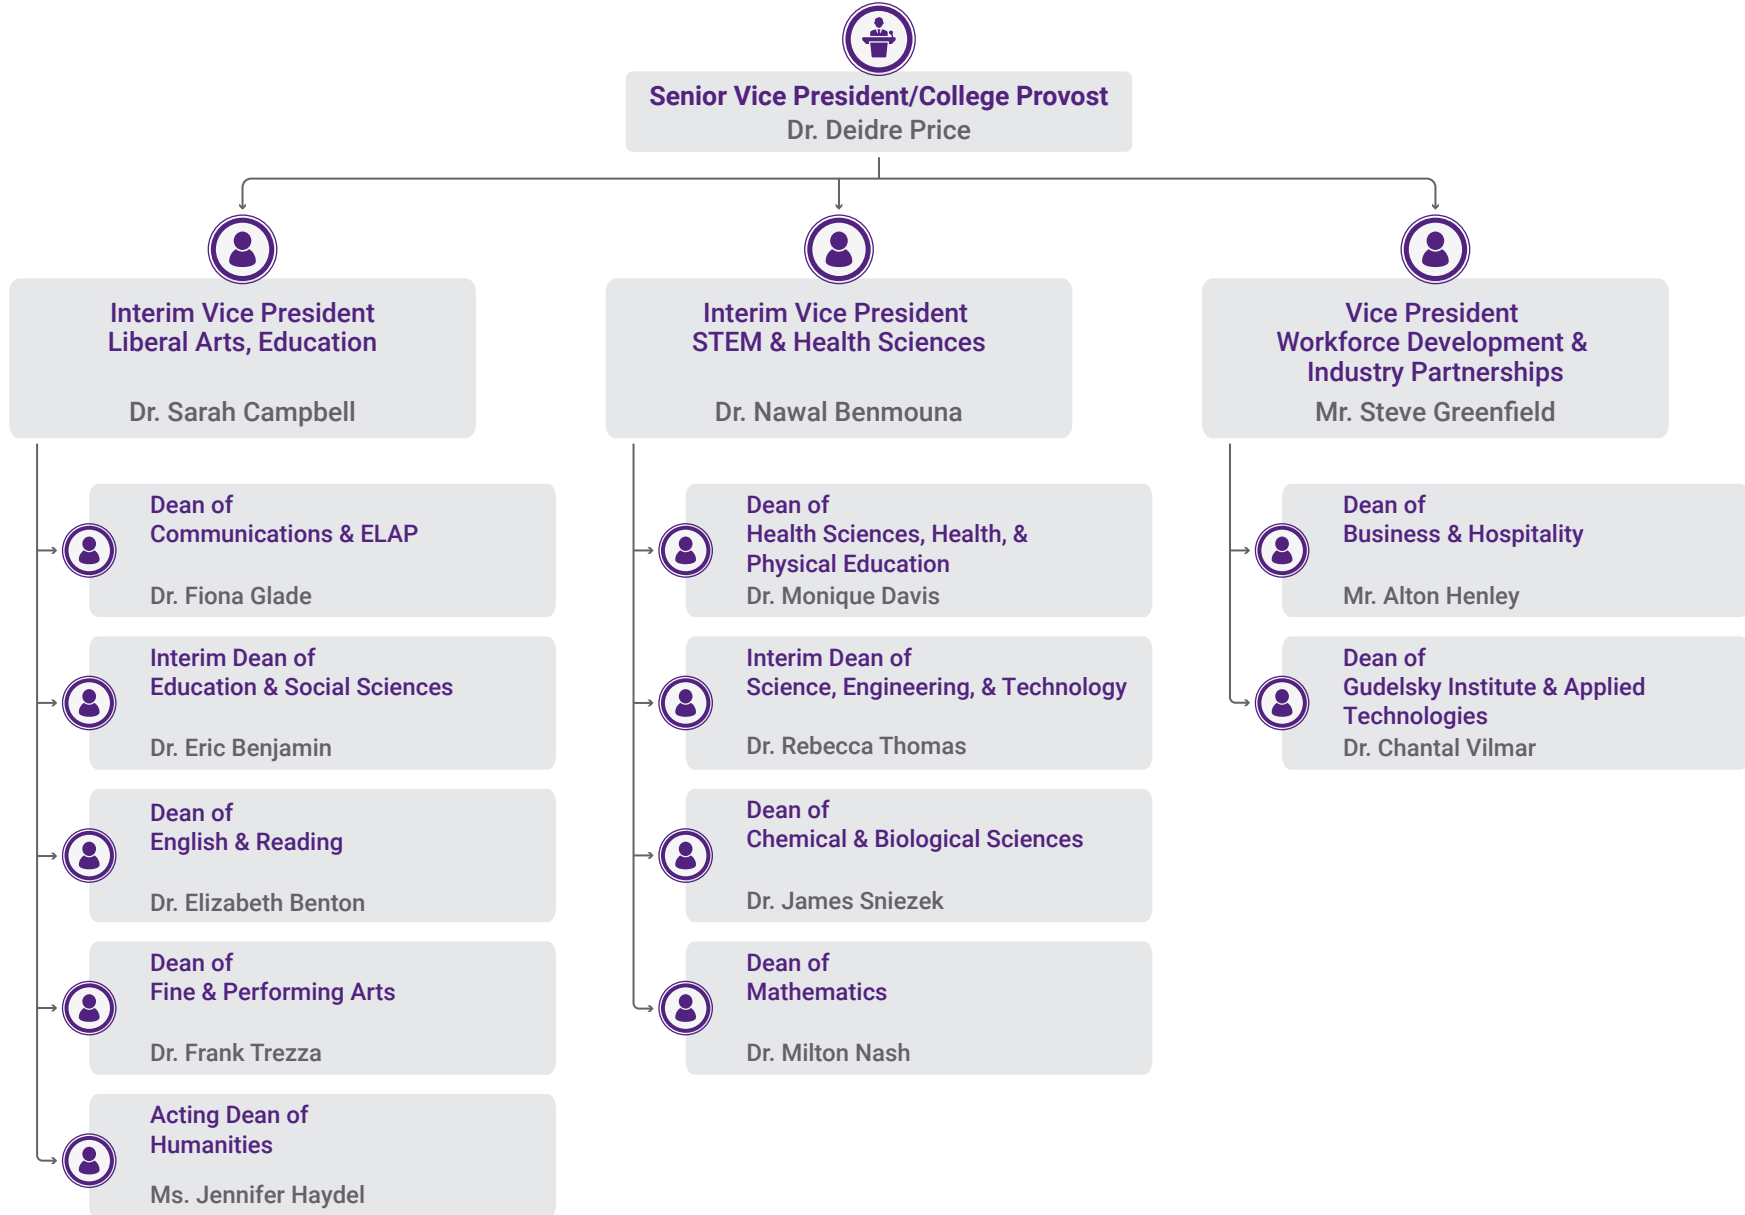 Senior Vice President/College Provost
Dr. Deidre Price
Interim Vice President
Liberal Arts, Education
Dr. Sarah Campbell
Dean of
Communications & ELAP
Dr. Fiona Glade
Interim Dean of
Education & Social Sciences
Dr. Eric Benjamin
Dean of
English & Reading
Dr. Elizabeth Benton
Dean of
Fine & Performing Arts
Dr. Frank Trezza
Acting Dean of
Humanities
Ms. Jennifer Haydel
Interim Vice President
STEM & Health Sciences
Dr. Nawal Benmouna
Dean of
Health Sciences, Health, &
Physical Education
Dr. Monique Davis
Interim Dean of
Science, Engineering, & Technology
Dr. Rebecca Thomas
Dean of
Chemical & Biological Sciences
Dr. James Sniezek
Dean of
Mathematics
Dr. Milton Nash
Vice President
Workforce Development &
Industry Partnerships
Mr. Steve Greenfield
Dean of
Business & Hospitality
Mr. Alton Henley
Dean of
Gudelsky Institute & Applied
Technologies
Dr. Chantal Vilmar